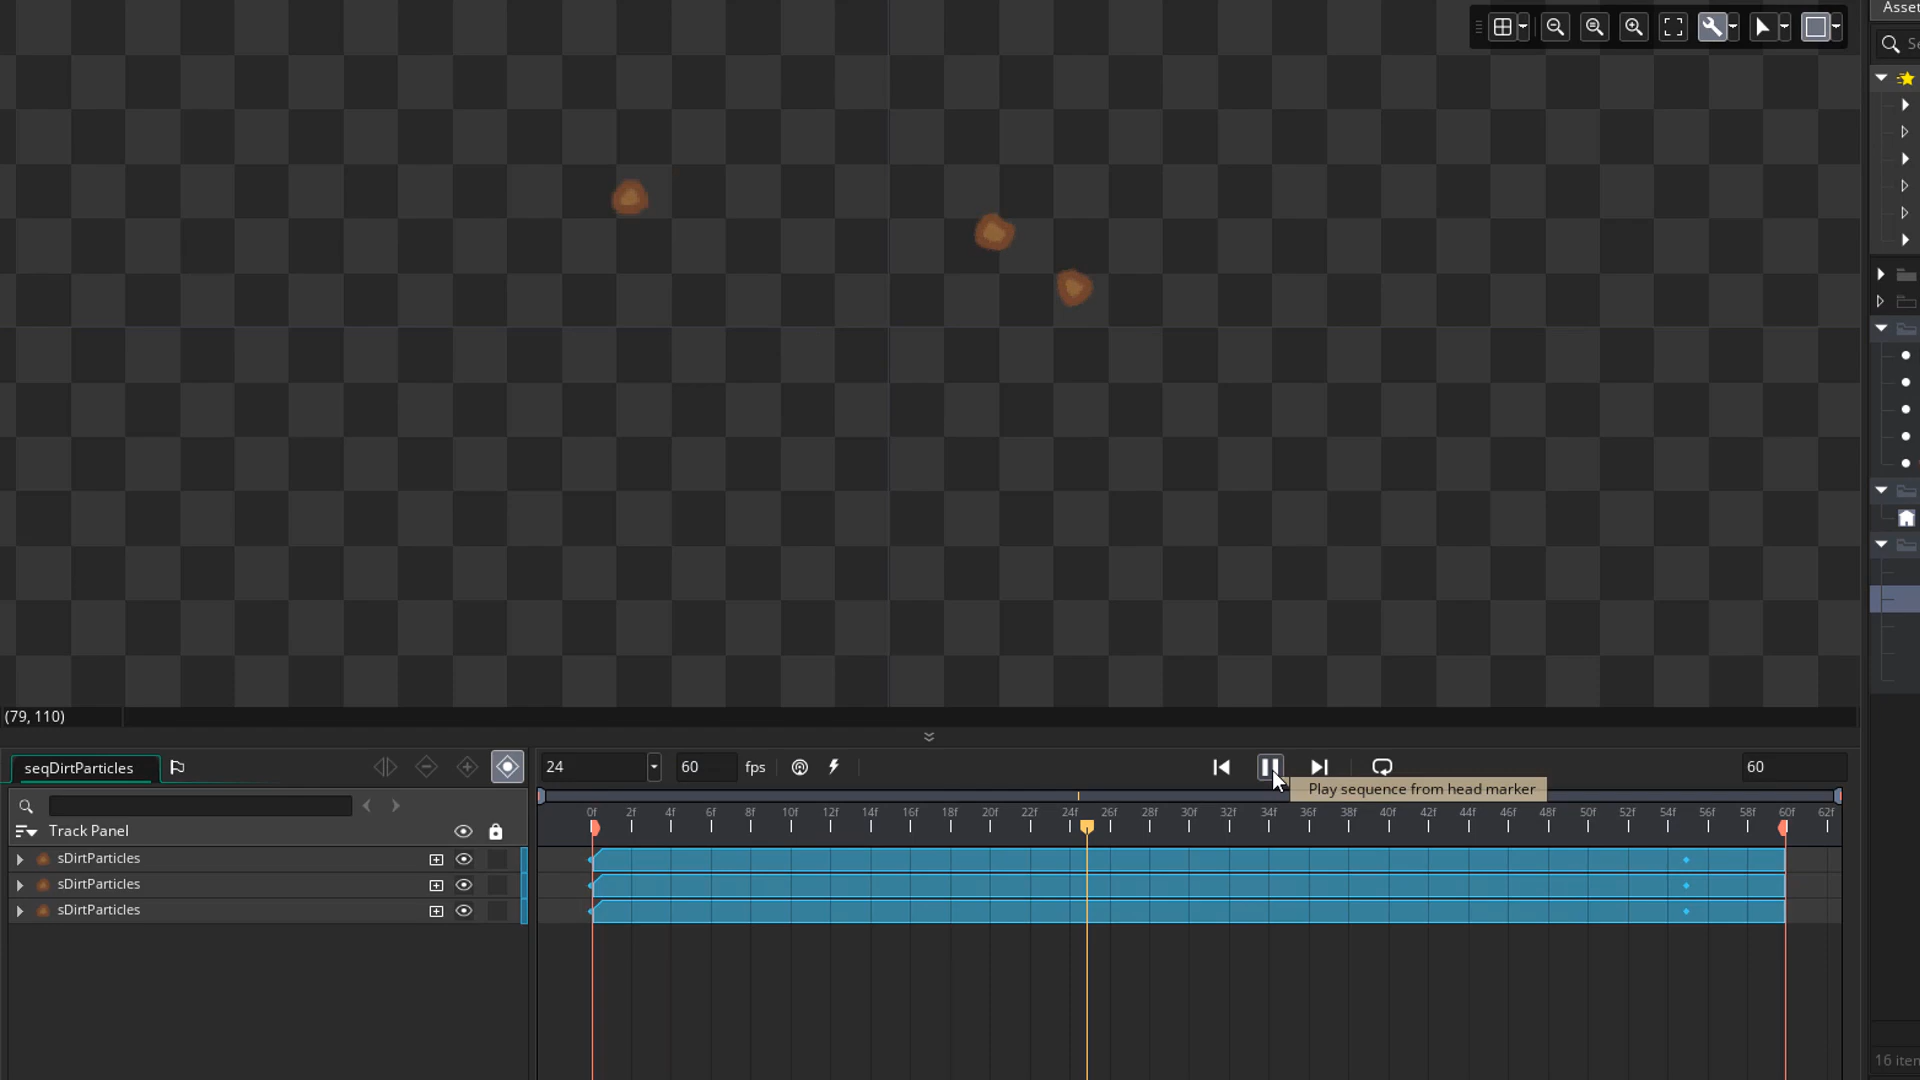 Asset
(79, 110)
seqDirtParticles
24
60
fps
60
Play sequence from head marker
0f 2f 4f 6f 8f 10f 12f 14f 16f 18f 20f 22f 24f 26f 28f 30f 32f 34f 36f 38f 40f 42f 44f 46f 48f 50f 52f 54f 56f 58f 60f 62f
Track Panel
sDirtParticles
sDirtParticles
sDirtParticles